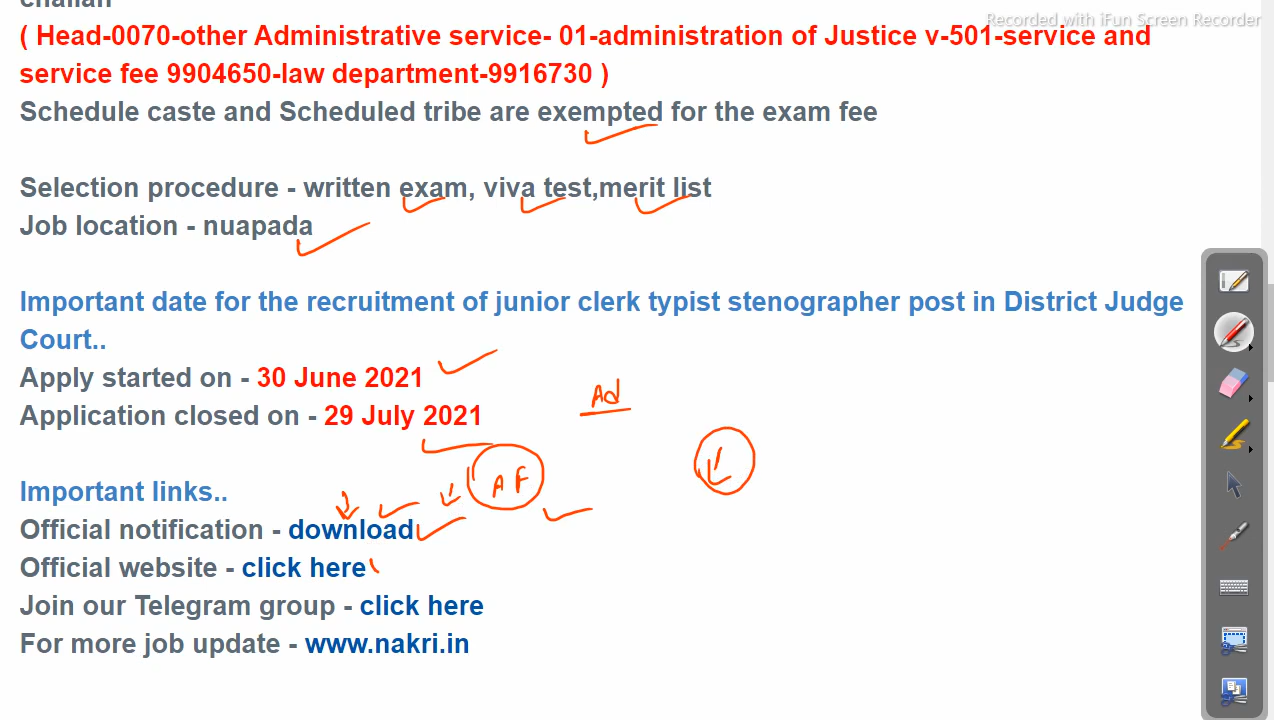 challan
Recorded with iFun Screen Recorder
( Head-0070-other Administrative service- 01-administration of Justice v-501-service and
service fee 9904650-law department-9916730 )
Schedule caste and Scheduled tribe are exempted for the exam fee
Selection procedure - written exam, viva test,merit list
Job location - nuapada
Important date for the recruitment of junior clerk typist stenographer post in District Judge
Court..
Apply started on - 30 June 2021
Ad
Application closed on - 29 July 2021
AF
Important links..
Official notification - download
Official website - click here
Join our Telegram group - click here
For more job update - www.nakri.in